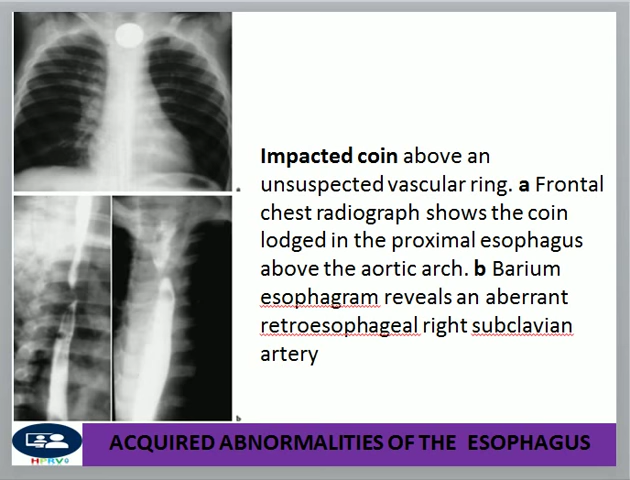 Impacted coin above an
unsuspected vascular ring. a Frontal
chest radiograph shows the coin
lodged in the proximal esophagus
above the aortic arch. b Barium
esophagram reveals an aberrant
retroesophageal right subclavian
artery
ACQUIRED ABNORMALITIES OF THE ESOPHAGUS